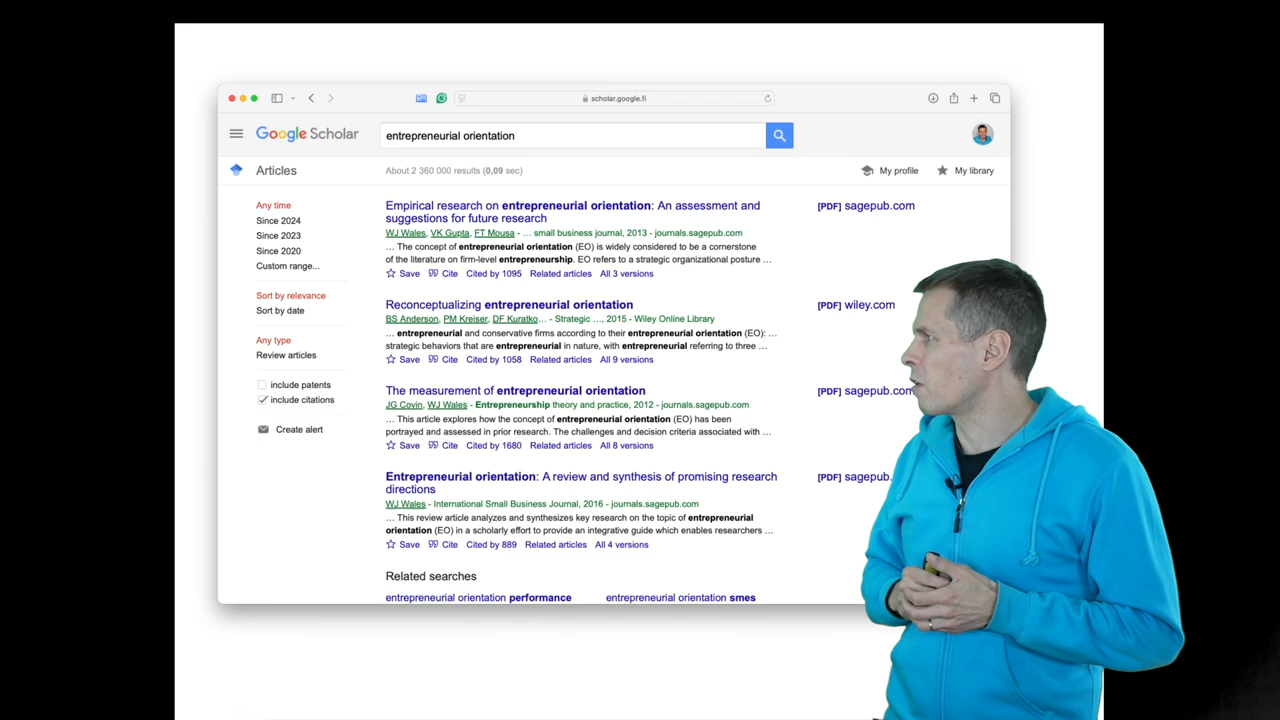 scholar.google.fi
Google Scholar
entrepreneurial orientation
Articles
About 2 360 000 results (0,09 sec)
My profile
My library
Any time
Since 2024
Since 2023
Since 2020
Custom range...
Sort by relevance
Sort by date
Any type
Review articles
include patents
include citations
Create alert
Empirical research on entrepreneurial orientation: An assessment and
suggestions for future research
[PDF] sagepub.com
WJ Wales, VK Gupta, FT Mousa - … small business journal, 2013 - journals.sagepub.com
… The concept of entrepreneurial orientation (EO) is widely considered to be a cornerstone
of the literature on firm-level entrepreneurship. EO refers to a strategic organizational posture …
Save Cite Cited by 1095 Related articles All 3 versions
Reconceptualizing entrepreneurial orientation
[PDF] wiley.com
BS Anderson, PM Kreiser, DF Kuratko… - Strategic …, 2015 - Wiley Online Library
… entrepreneurial and conservative firms according to their entrepreneurial orientation (EO): …
strategic behaviors that are entrepreneurial in nature, with entrepreneurial referring to three …
Save Cite Cited by 1058 Related articles All 9 versions
The measurement of entrepreneurial orientation
[PDF] sagepub.com
JG Covin, WJ Wales - Entrepreneurship theory and practice, 2012 - journals.sagepub.com
… This article explores how the concept of entrepreneurial orientation (EO) has been
portrayed and assessed in prior research. The challenges and decision criteria associated with …
Save Cite Cited by 1680 Related articles All 8 versions
Entrepreneurial orientation: A review and synthesis of promising research
directions
[PDF] sagepub.
WJ Wales - International Small Business Journal, 2016 - journals.sagepub.com
… This review article analyzes and synthesizes key research on the topic of entrepreneurial
orientation (EO) in a scholarly effort to provide an integrative guide which enables researchers …
Save Cite Cited by 889 Related articles All 4 versions
Related searches
entrepreneurial orientation performance
entrepreneurial orientation smes